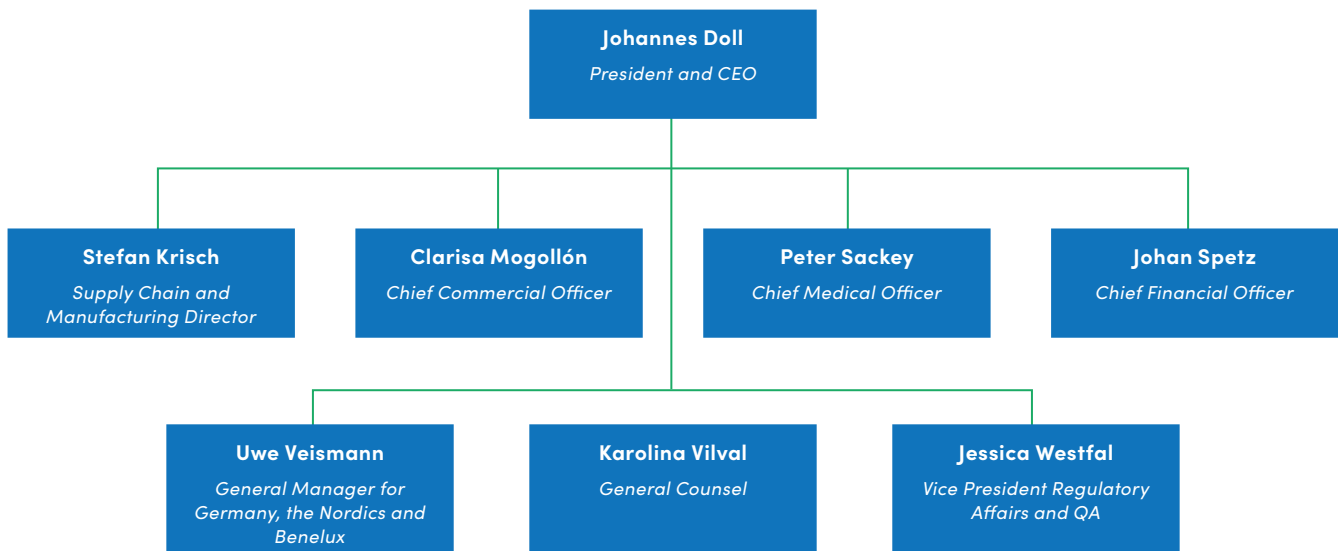 Johannes Doll
President and CEO
Stefan Krisch
Supply Chain and
Manufacturing Director
Clarisa Mogollón
Chief Commercial Officer
Peter Sackey
Chief Medical Officer
Johan Spetz
Chief Financial Officer
Uwe Veismann
General Manager for
Germany, the Nordics and
Benelux
Karolina Vilval
General Counsel
Jessica Westfal
Vice President Regulatory
Affairs and QA